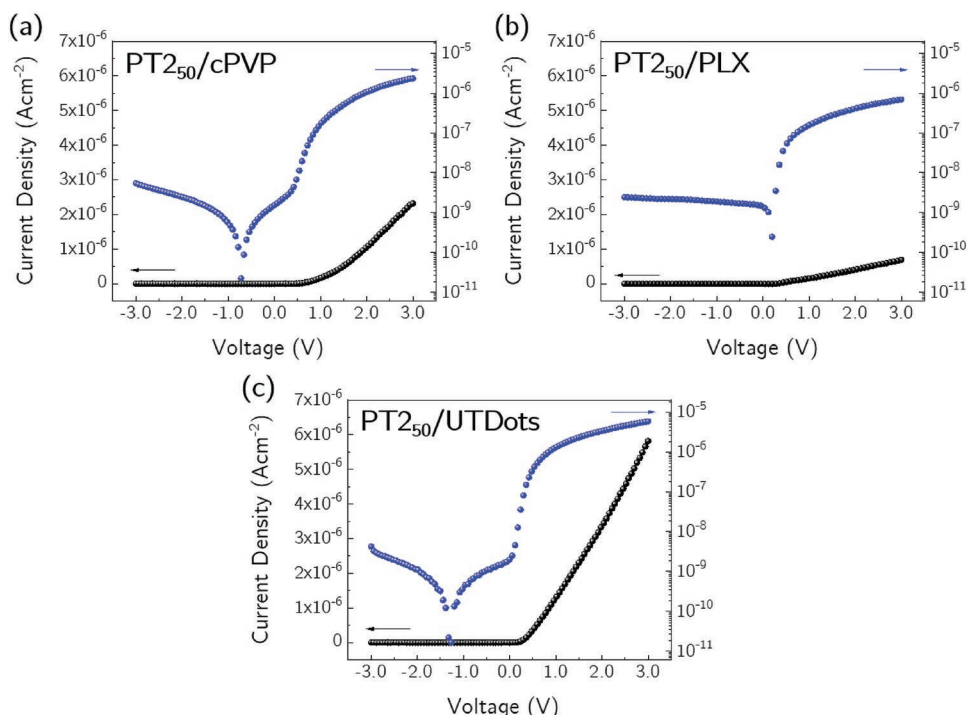 (a)
PT2₅₀/cPVP
Current Density (Acm⁻²)
7x10⁻⁶
6x10⁻⁶
5x10⁻⁶
4x10⁻⁶
3x10⁻⁶
2x10⁻⁶
1x10⁻⁶
0
10⁻⁵
10⁻⁶
10⁻⁷
10⁻⁸
10⁻⁹
10⁻¹⁰
10⁻¹¹
Current Density (Acm⁻²)
-3.0 -2.0 -1.0 0.0 1.0 2.0 3.0
Voltage (V)
(b)
PT2₅₀/PLX
7x10⁻⁶
6x10⁻⁶
5x10⁻⁶
4x10⁻⁶
3x10⁻⁶
2x10⁻⁶
1x10⁻⁶
0
10⁻⁵
10⁻⁶
10⁻⁷
10⁻⁸
10⁻⁹
10⁻¹⁰
10⁻¹¹
-3.0 -2.0 -1.0 0.0 1.0 2.0 3.0
Voltage (V)
(c)
PT2₅₀/UTDots
Current Density (Acm⁻²)
7x10⁻⁶
6x10⁻⁶
5x10⁻⁶
4x10⁻⁶
3x10⁻⁶
2x10⁻⁶
1x10⁻⁶
0
10⁻⁵
10⁻⁶
10⁻⁷
10⁻⁸
10⁻⁹
10⁻¹⁰
10⁻¹¹
-3.0 -2.0 -1.0 0.0 1.0 2.0 3.0
Voltage (V)